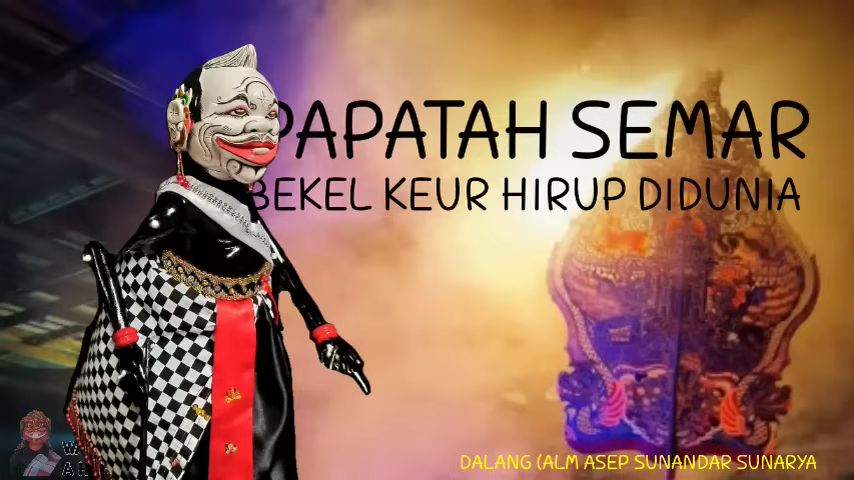 PAPATAH SEMAR
BEKEL KEUR HIRUP DIDUNIA
DALANG (ALM ASEP SUNANDAR SUNARYA